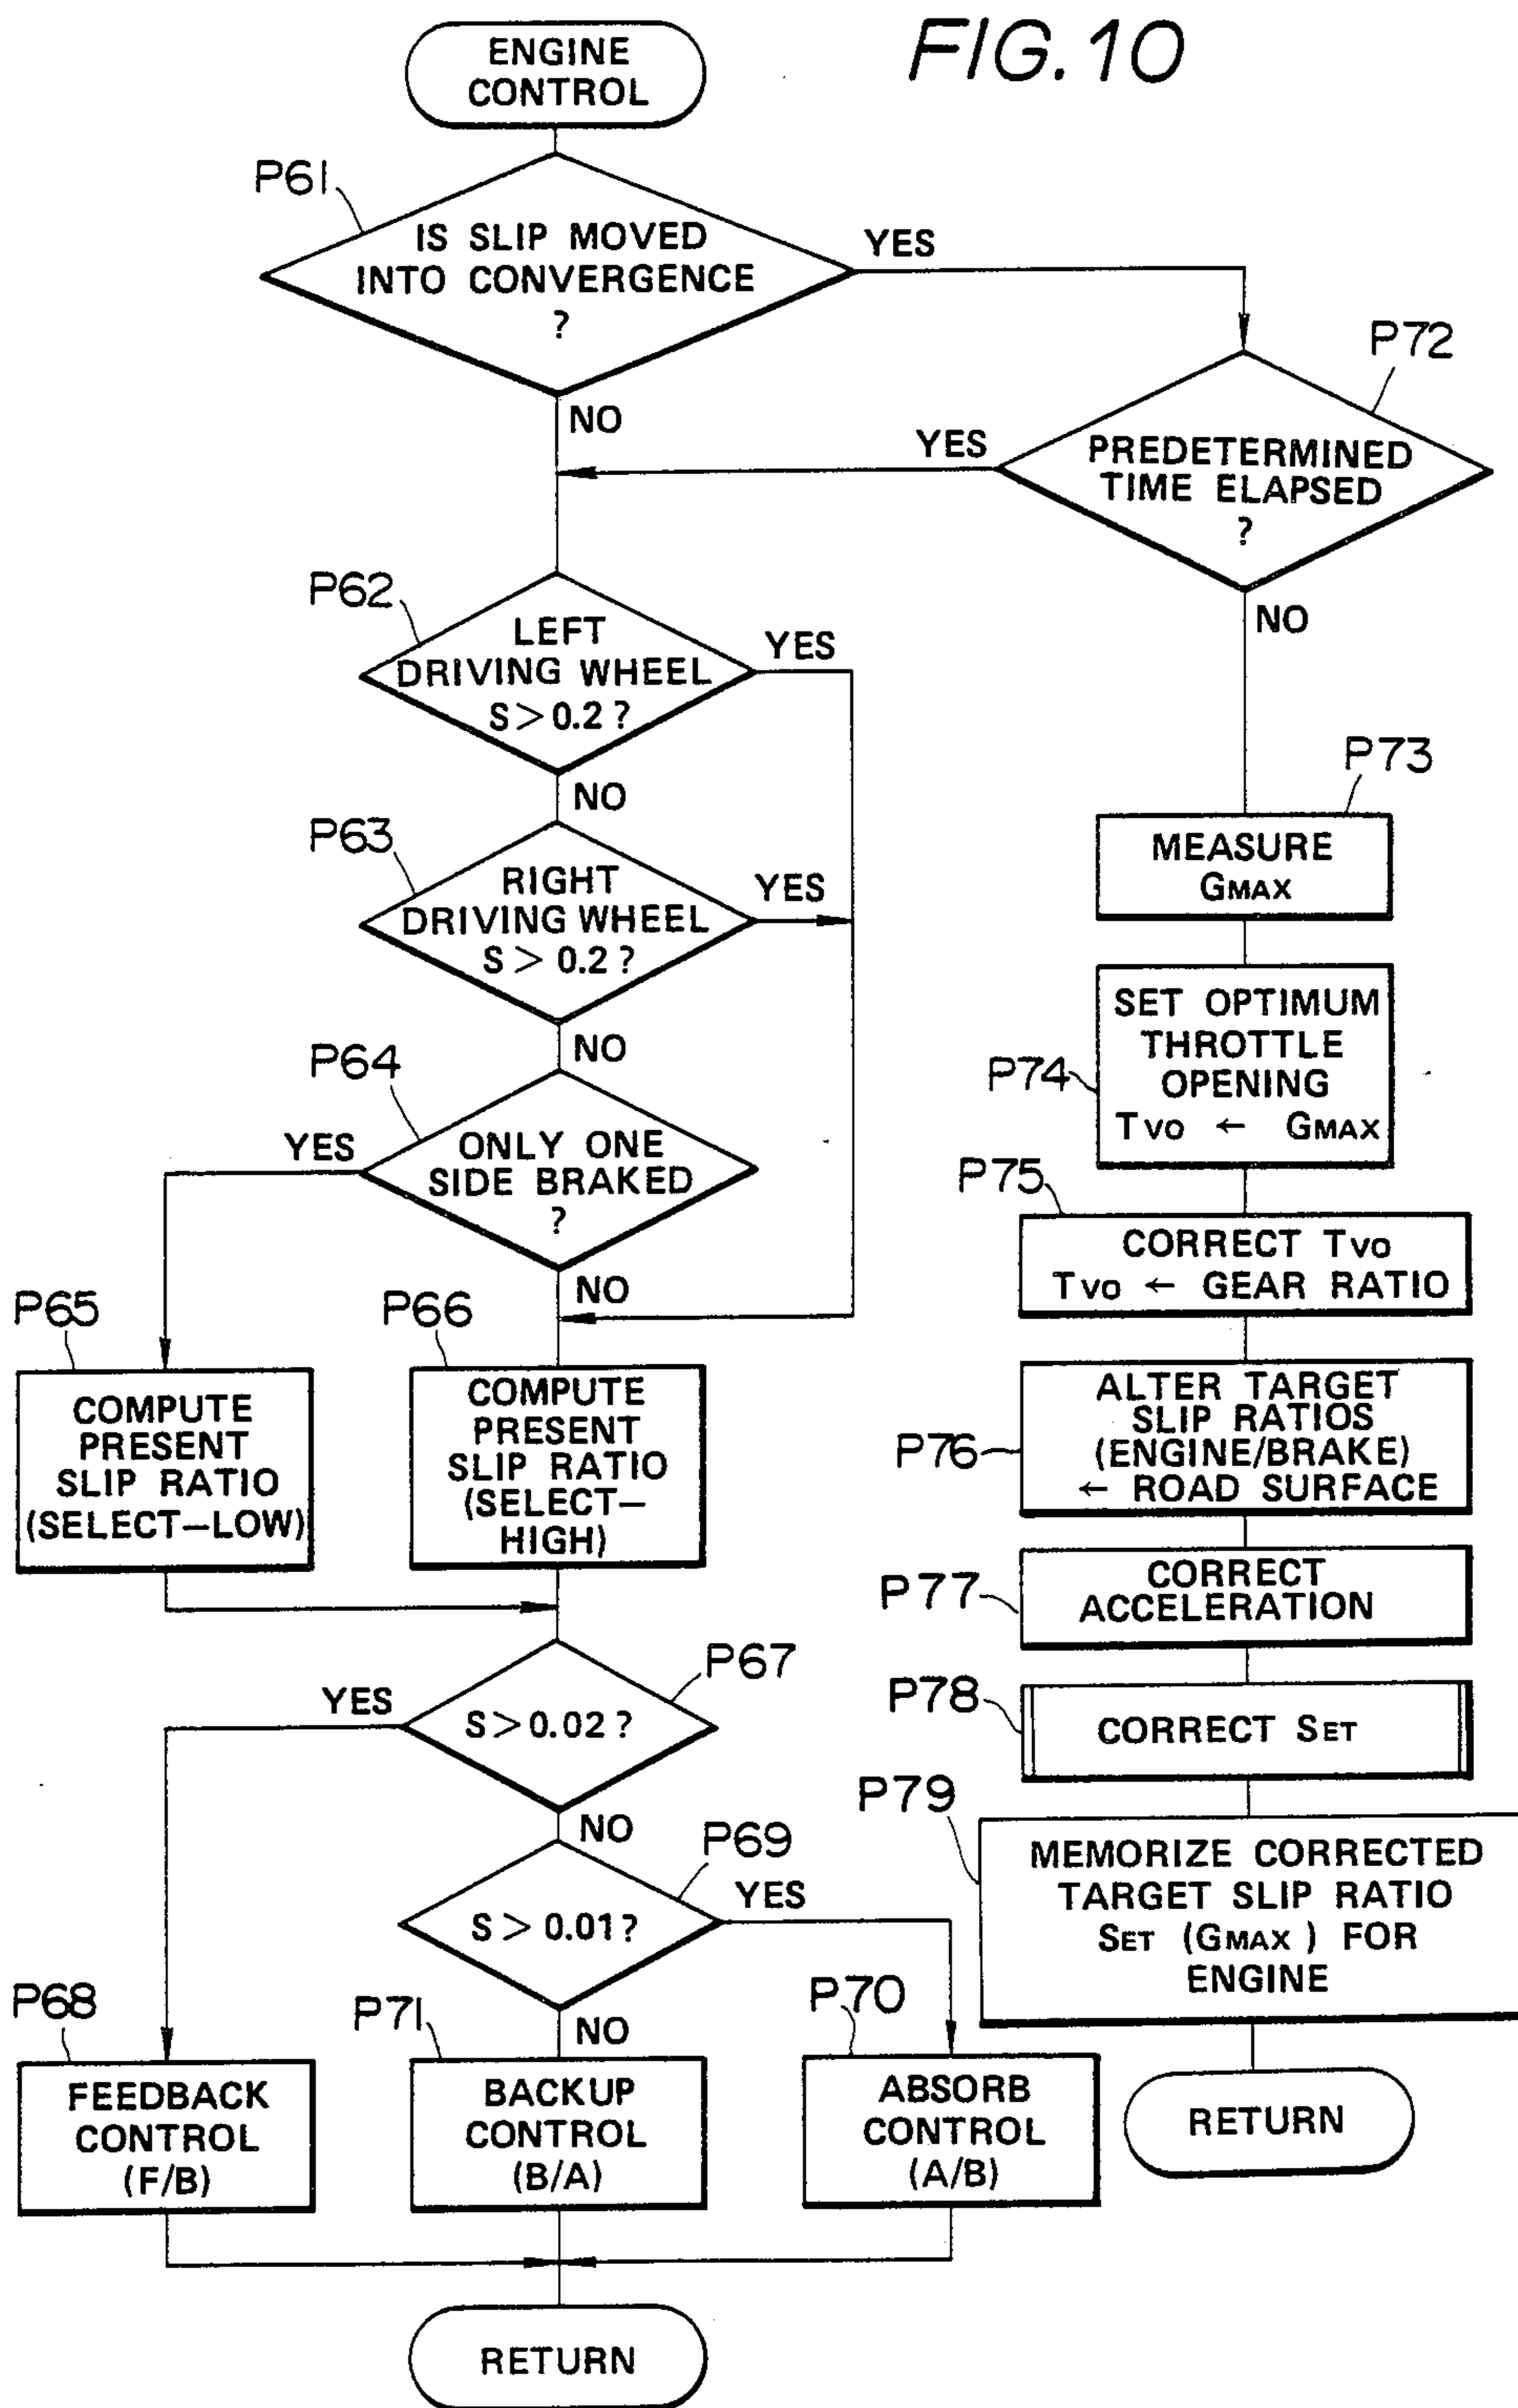 FIG. 10
ENGINE
CONTROL
P61
IS SLIP MOVED
INTO CONVERGENCE
?
YES
NO
P72
PREDETERMINED
TIME ELAPSED
?
YES
NO
P62
LEFT
DRIVING WHEEL
S > 0.2 ?
YES
NO
P63
RIGHT
DRIVING WHEEL
S > 0.2 ?
YES
NO
P64
ONLY ONE
SIDE BRAKED
?
YES
NO
P65
COMPUTE
PRESENT
SLIP RATIO
(SELECT–LOW)
P66
COMPUTE
PRESENT
SLIP RATIO
(SELECT–
HIGH)
P67
S > 0.02 ?
YES
NO
P69
S > 0.01 ?
YES
NO
P68
FEEDBACK
CONTROL
(F/B)
P71
BACKUP
CONTROL
(B/A)
P70
ABSORB
CONTROL
(A/B)
RETURN
P73
MEASURE
GMAX
P74
SET OPTIMUM
THROTTLE
OPENING
TVO ← GMAX
P75
CORRECT TVO
TVO ← GEAR RATIO
P76
ALTER TARGET
SLIP RATIOS
(ENGINE/BRAKE)
← ROAD SURFACE
P77
CORRECT
ACCELERATION
P78
CORRECT SET
P79
MEMORIZE CORRECTED
TARGET SLIP RATIO
SET (GMAX) FOR
ENGINE
RETURN